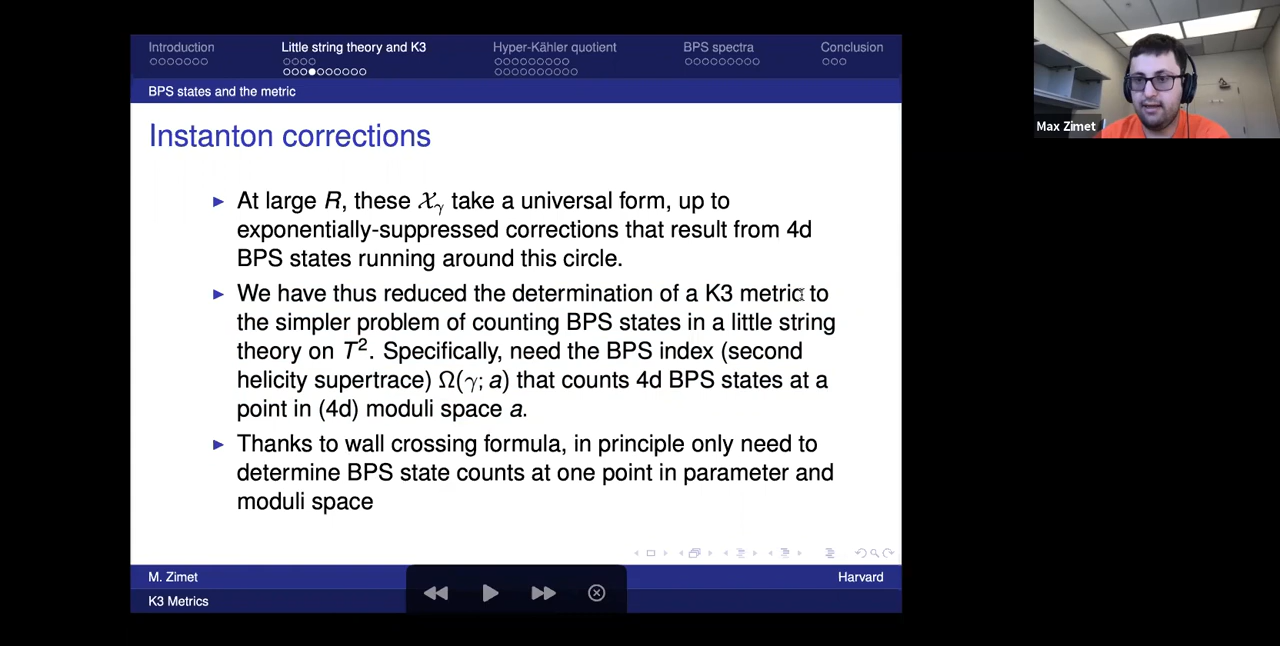 Introduction
Little string theory and K3
Hyper-Kähler quotient
BPS spectra
Conclusion
BPS states and the metric
Instanton corrections
At large R, these 𝒳γ take a universal form, up to
exponentially-suppressed corrections that result from 4d
BPS states running around this circle.
We have thus reduced the determination of a K3 metric to
the simpler problem of counting BPS states in a little string
theory on T². Specifically, need the BPS index (second
helicity supertrace) Ω(γ; a) that counts 4d BPS states at a
point in (4d) moduli space a.
Thanks to wall crossing formula, in principle only need to
determine BPS state counts at one point in parameter and
moduli space
M. Zimet
Harvard
K3 Metrics
Max Zimet